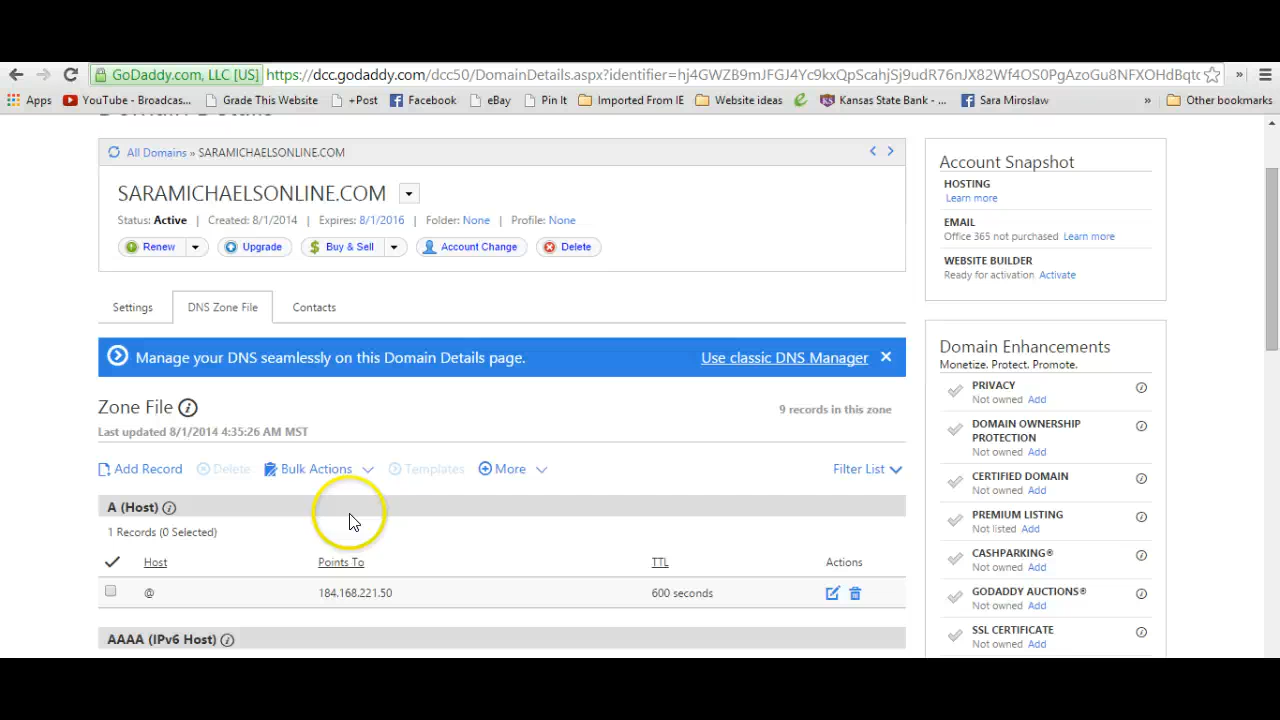 GoDaddy.com, LLC [US] https://dcc.godaddy.com/dcc50/DomainDetails.aspx?identifier=hj4GWZB9mJFGJ4Yc9kxQpScahjSj9udR76nJX82Wf4OS0PgAzoGu8NFXOHdBqtc »
Apps YouTube - Broadcas... Grade This Website +Post Facebook eBay Pin It Imported From IE Website ideas Kansas State Bank - ... Sara Miroslaw » Other bookmarks
Domain Details
All Domains » SARAMICHAELSONLINE.COM
SARAMICHAELSONLINE.COM
Status: Active | Created: 8/1/2014 | Expires: 8/1/2016 | Folder: None | Profile: None
Renew Upgrade Buy & Sell Account Change Delete
Settings DNS Zone File Contacts
Manage your DNS seamlessly on this Domain Details page. Use classic DNS Manager
Zone File 9 records in this zone
Last updated 8/1/2014 4:35:26 AM MST
Add Record Delete Bulk Actions Templates More Filter List
A (Host)
1 Records (0 Selected)
Host Points To TTL Actions
@ 184.168.221.50 600 seconds
AAAA (IPv6 Host)
Account Snapshot
HOSTING
Learn more
EMAIL
Office 365 not purchased Learn more
WEBSITE BUILDER
Ready for activation Activate
Domain Enhancements
Monetize. Protect. Promote.
PRIVACY
Not owned Add
DOMAIN OWNERSHIP
PROTECTION
Not owned Add
CERTIFIED DOMAIN
Not owned Add
PREMIUM LISTING
Not listed Add
CASHPARKING®
Not owned Add
GODADDY AUCTIONS®
Not owned Add
SSL CERTIFICATE
Not owned Add